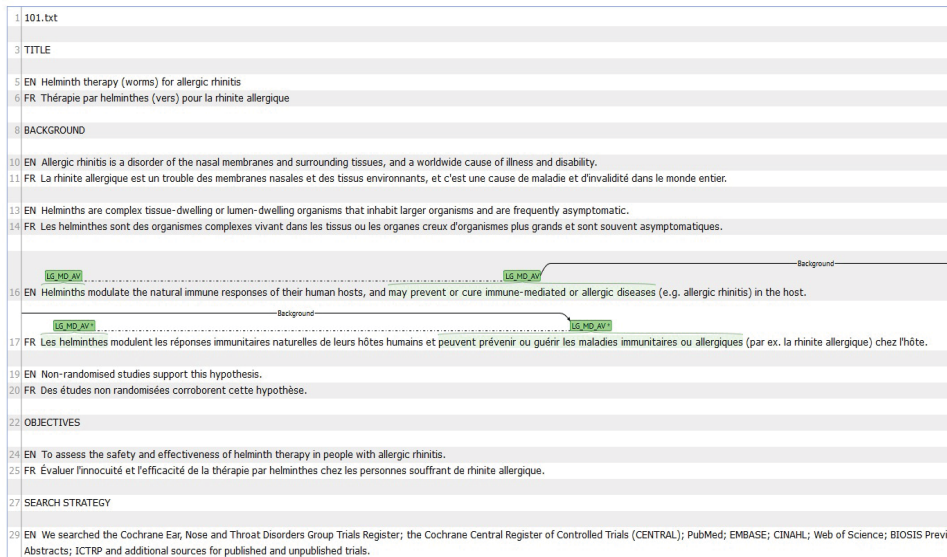 1 101.txt
3 TITLE
5 EN Helminth therapy (worms) for allergic rhinitis
6 FR Thérapie par helminthes (vers) pour la rhinite allergique
8 BACKGROUND
10 EN Allergic rhinitis is a disorder of the nasal membranes and surrounding tissues, and a worldwide cause of illness and disability.
11 FR La rhinite allergique est un trouble des membranes nasales et des tissus environnants, et c'est une cause de maladie et d'invalidité dans le monde entier.
13 EN Helminths are complex tissue-dwelling or lumen-dwelling organisms that inhabit larger organisms and are frequently asymptomatic.
14 FR Les helminthes sont des organismes complexes vivant dans les tissus ou les organes creux d'organismes plus grands et sont souvent asymptomatiques.
Background
LG_MD_AV LG_MD_AV
16 EN Helminths modulate the natural immune responses of their human hosts, and may prevent or cure immune-mediated or allergic diseases (e.g. allergic rhinitis) in the host.
Background
LG_MD_AV* LG_MD_AV*
17 FR Les helminthes modulent les réponses immunitaires naturelles de leurs hôtes humains et peuvent prévenir ou guérir les maladies immunitaires ou allergiques (par ex. la rhinite allergique) chez l'hôte.
19 EN Non-randomised studies support this hypothesis.
20 FR Des études non randomisées corroborent cette hypothèse.
22 OBJECTIVES
24 EN To assess the safety and effectiveness of helminth therapy in people with allergic rhinitis.
25 FR Évaluer l'innocuité et l'efficacité de la thérapie par helminthes chez les personnes souffrant de rhinite allergique.
27 SEARCH STRATEGY
29 EN We searched the Cochrane Ear, Nose and Throat Disorders Group Trials Register; the Cochrane Central Register of Controlled Trials (CENTRAL); PubMed; EMBASE; CINAHL; Web of Science; BIOSIS Prev
Abstracts; ICTRP and additional sources for published and unpublished trials.